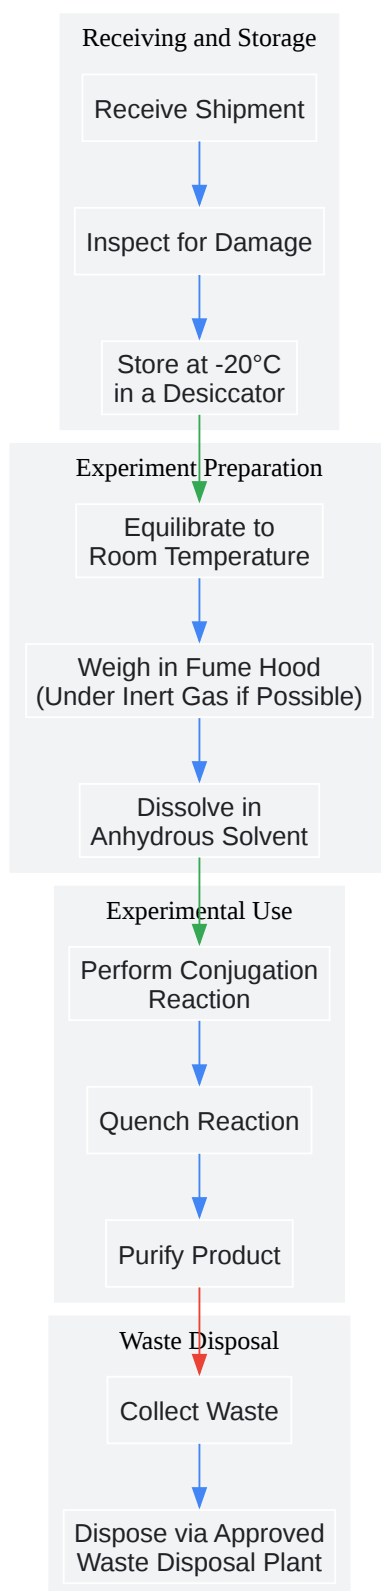 Receiving and Storage
Receive Shipment
Inspect for Damage
Store at -20°C
in a Desiccator
Experiment Preparation
Equilibrate to
Room Temperature
Weigh in Fume Hood
(Under Inert Gas if Possible)
Dissolve in
Anhydrous Solvent
Experimental Use
Perform Conjugation
Reaction
Quench Reaction
Purify Product
Waste Disposal
Collect Waste
Dispose via Approved
Waste Disposal Plant